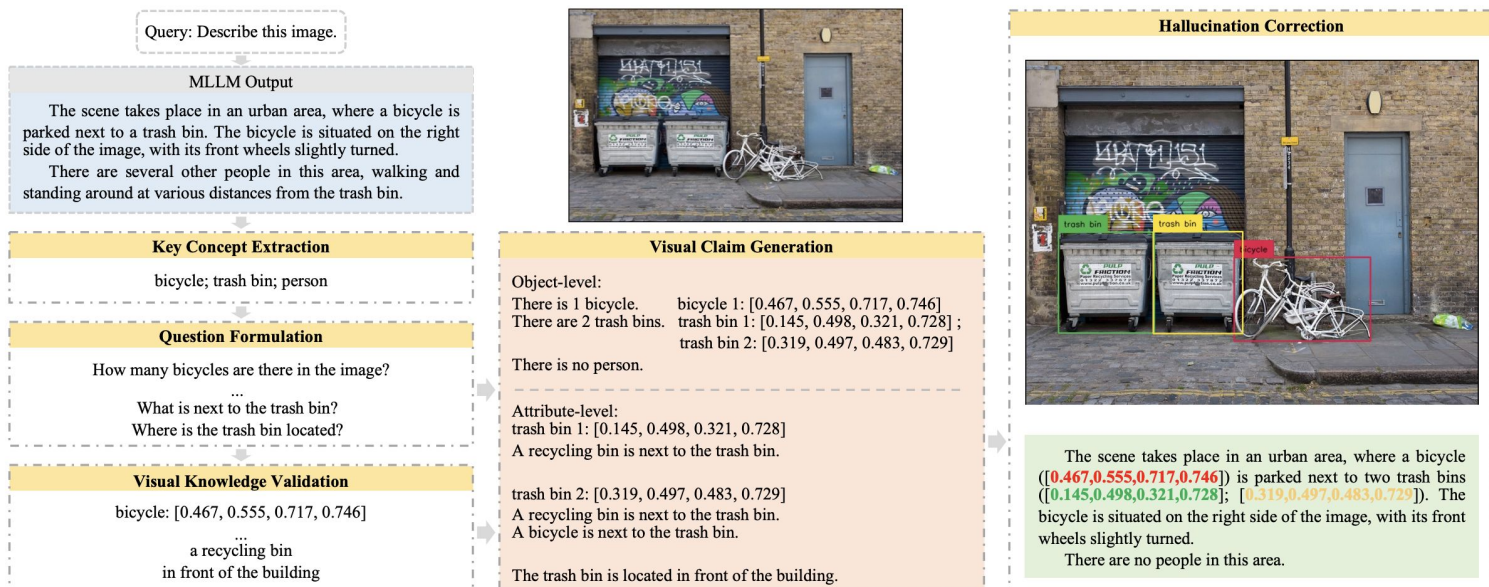 Query: Describe this image.
MLLM Output
The scene takes place in an urban area, where a bicycle is
parked next to a trash bin. The bicycle is situated on the right
side of the image, with its front wheels slightly turned.
There are several other people in this area, walking and
standing around at various distances from the trash bin.
Key Concept Extraction
bicycle; trash bin; person
Question Formulation
How many bicycles are there in the image?
...
What is next to the trash bin?
Where is the trash bin located?
Visual Knowledge Validation
bicycle: [0.467, 0.555, 0.717, 0.746]
...
a recycling bin
in front of the building
PULP
FRICTION
PULP
FRICTION
Visual Claim Generation
Object-level:
There is 1 bicycle. bicycle 1: [0.467, 0.555, 0.717, 0.746]
There are 2 trash bins. trash bin 1: [0.145, 0.498, 0.321, 0.728] ;
trash bin 2: [0.319, 0.497, 0.483, 0.729]
There is no person.
Attribute-level:
trash bin 1: [0.145, 0.498, 0.321, 0.728]
A recycling bin is next to the trash bin.
trash bin 2: [0.319, 0.497, 0.483, 0.729]
A recycling bin is next to the trash bin.
A bicycle is next to the trash bin.
The trash bin is located in front of the building.
Hallucination Correction
trash bin
trash bin
bicycle
PULP
FRICTION
Paper Recycling Services
PULP
FRICTION
Paper Recycling Services
The scene takes place in an urban area, where a bicycle
([0.467,0.555,0.717,0.746]) is parked next to two trash bins
([0.145,0.498,0.321,0.728]; [0.319,0.497,0.483,0.729]). The
bicycle is situated on the right side of the image, with its front
wheels slightly turned.
There are no people in this area.